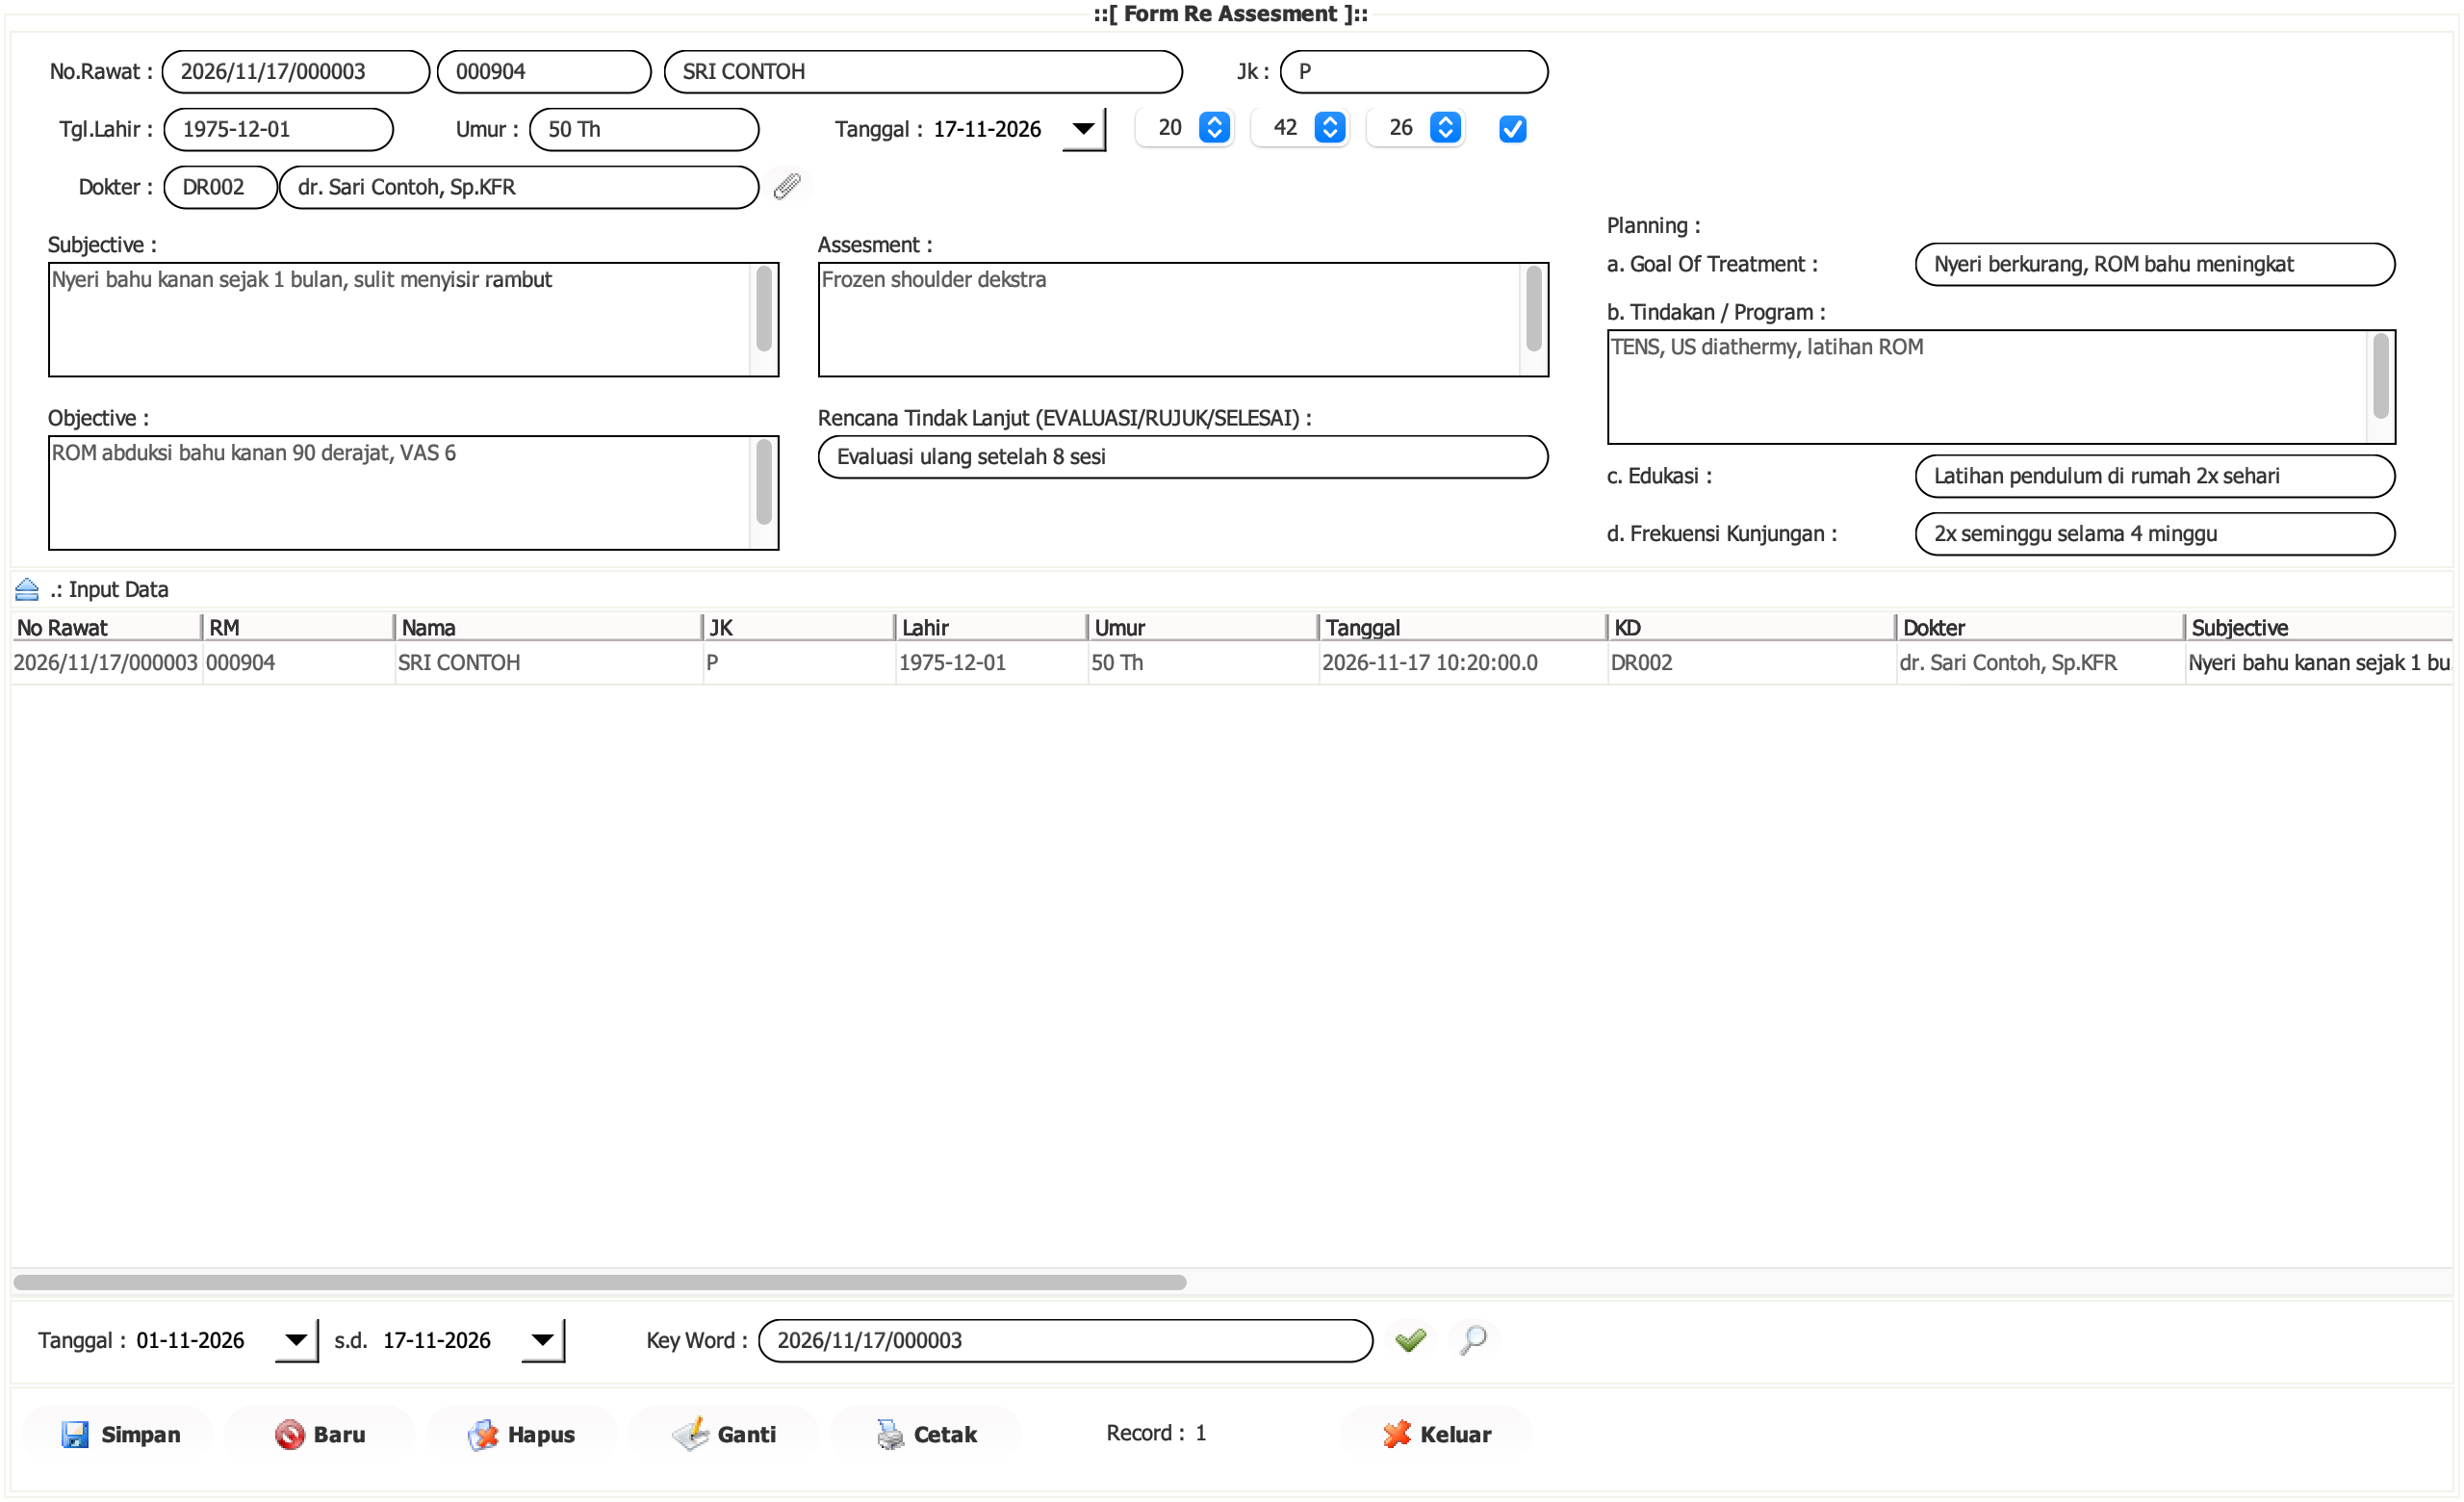 ::[ Form Re Assesment ]::
No.Rawat : 2026/11/17/000003 000904 SRI CONTOH Jk : P
Tgl.Lahir : 1975-12-01 Umur : 50 Th Tanggal : 17-11-2026 20 42 26
Dokter : DR002 dr. Sari Contoh, Sp.KFR
Subjective :
Nyeri bahu kanan sejak 1 bulan, sulit menyisir rambut
Objective :
ROM abduksi bahu kanan 90 derajat, VAS 6
Assesment :
Frozen shoulder dekstra
Rencana Tindak Lanjut (EVALUASI/RUJUK/SELESAI) :
Evaluasi ulang setelah 8 sesi
Planning :
a. Goal Of Treatment : Nyeri berkurang, ROM bahu meningkat
b. Tindakan / Program :
TENS, US diathermy, latihan ROM
c. Edukasi : Latihan pendulum di rumah 2x sehari
d. Frekuensi Kunjungan : 2x seminggu selama 4 minggu
.: Input Data
No Rawat RM Nama JK Lahir Umur Tanggal KD Dokter Subjective
2026/11/17/000003 000904 SRI CONTOH P 1975-12-01 50 Th 2026-11-17 10:20:00.0 DR002 dr. Sari Contoh, Sp.KFR Nyeri bahu kanan sejak 1 bu.
Tanggal : 01-11-2026 s.d. 17-11-2026 Key Word : 2026/11/17/000003
Simpan Baru Hapus Ganti Cetak Record : 1 Keluar